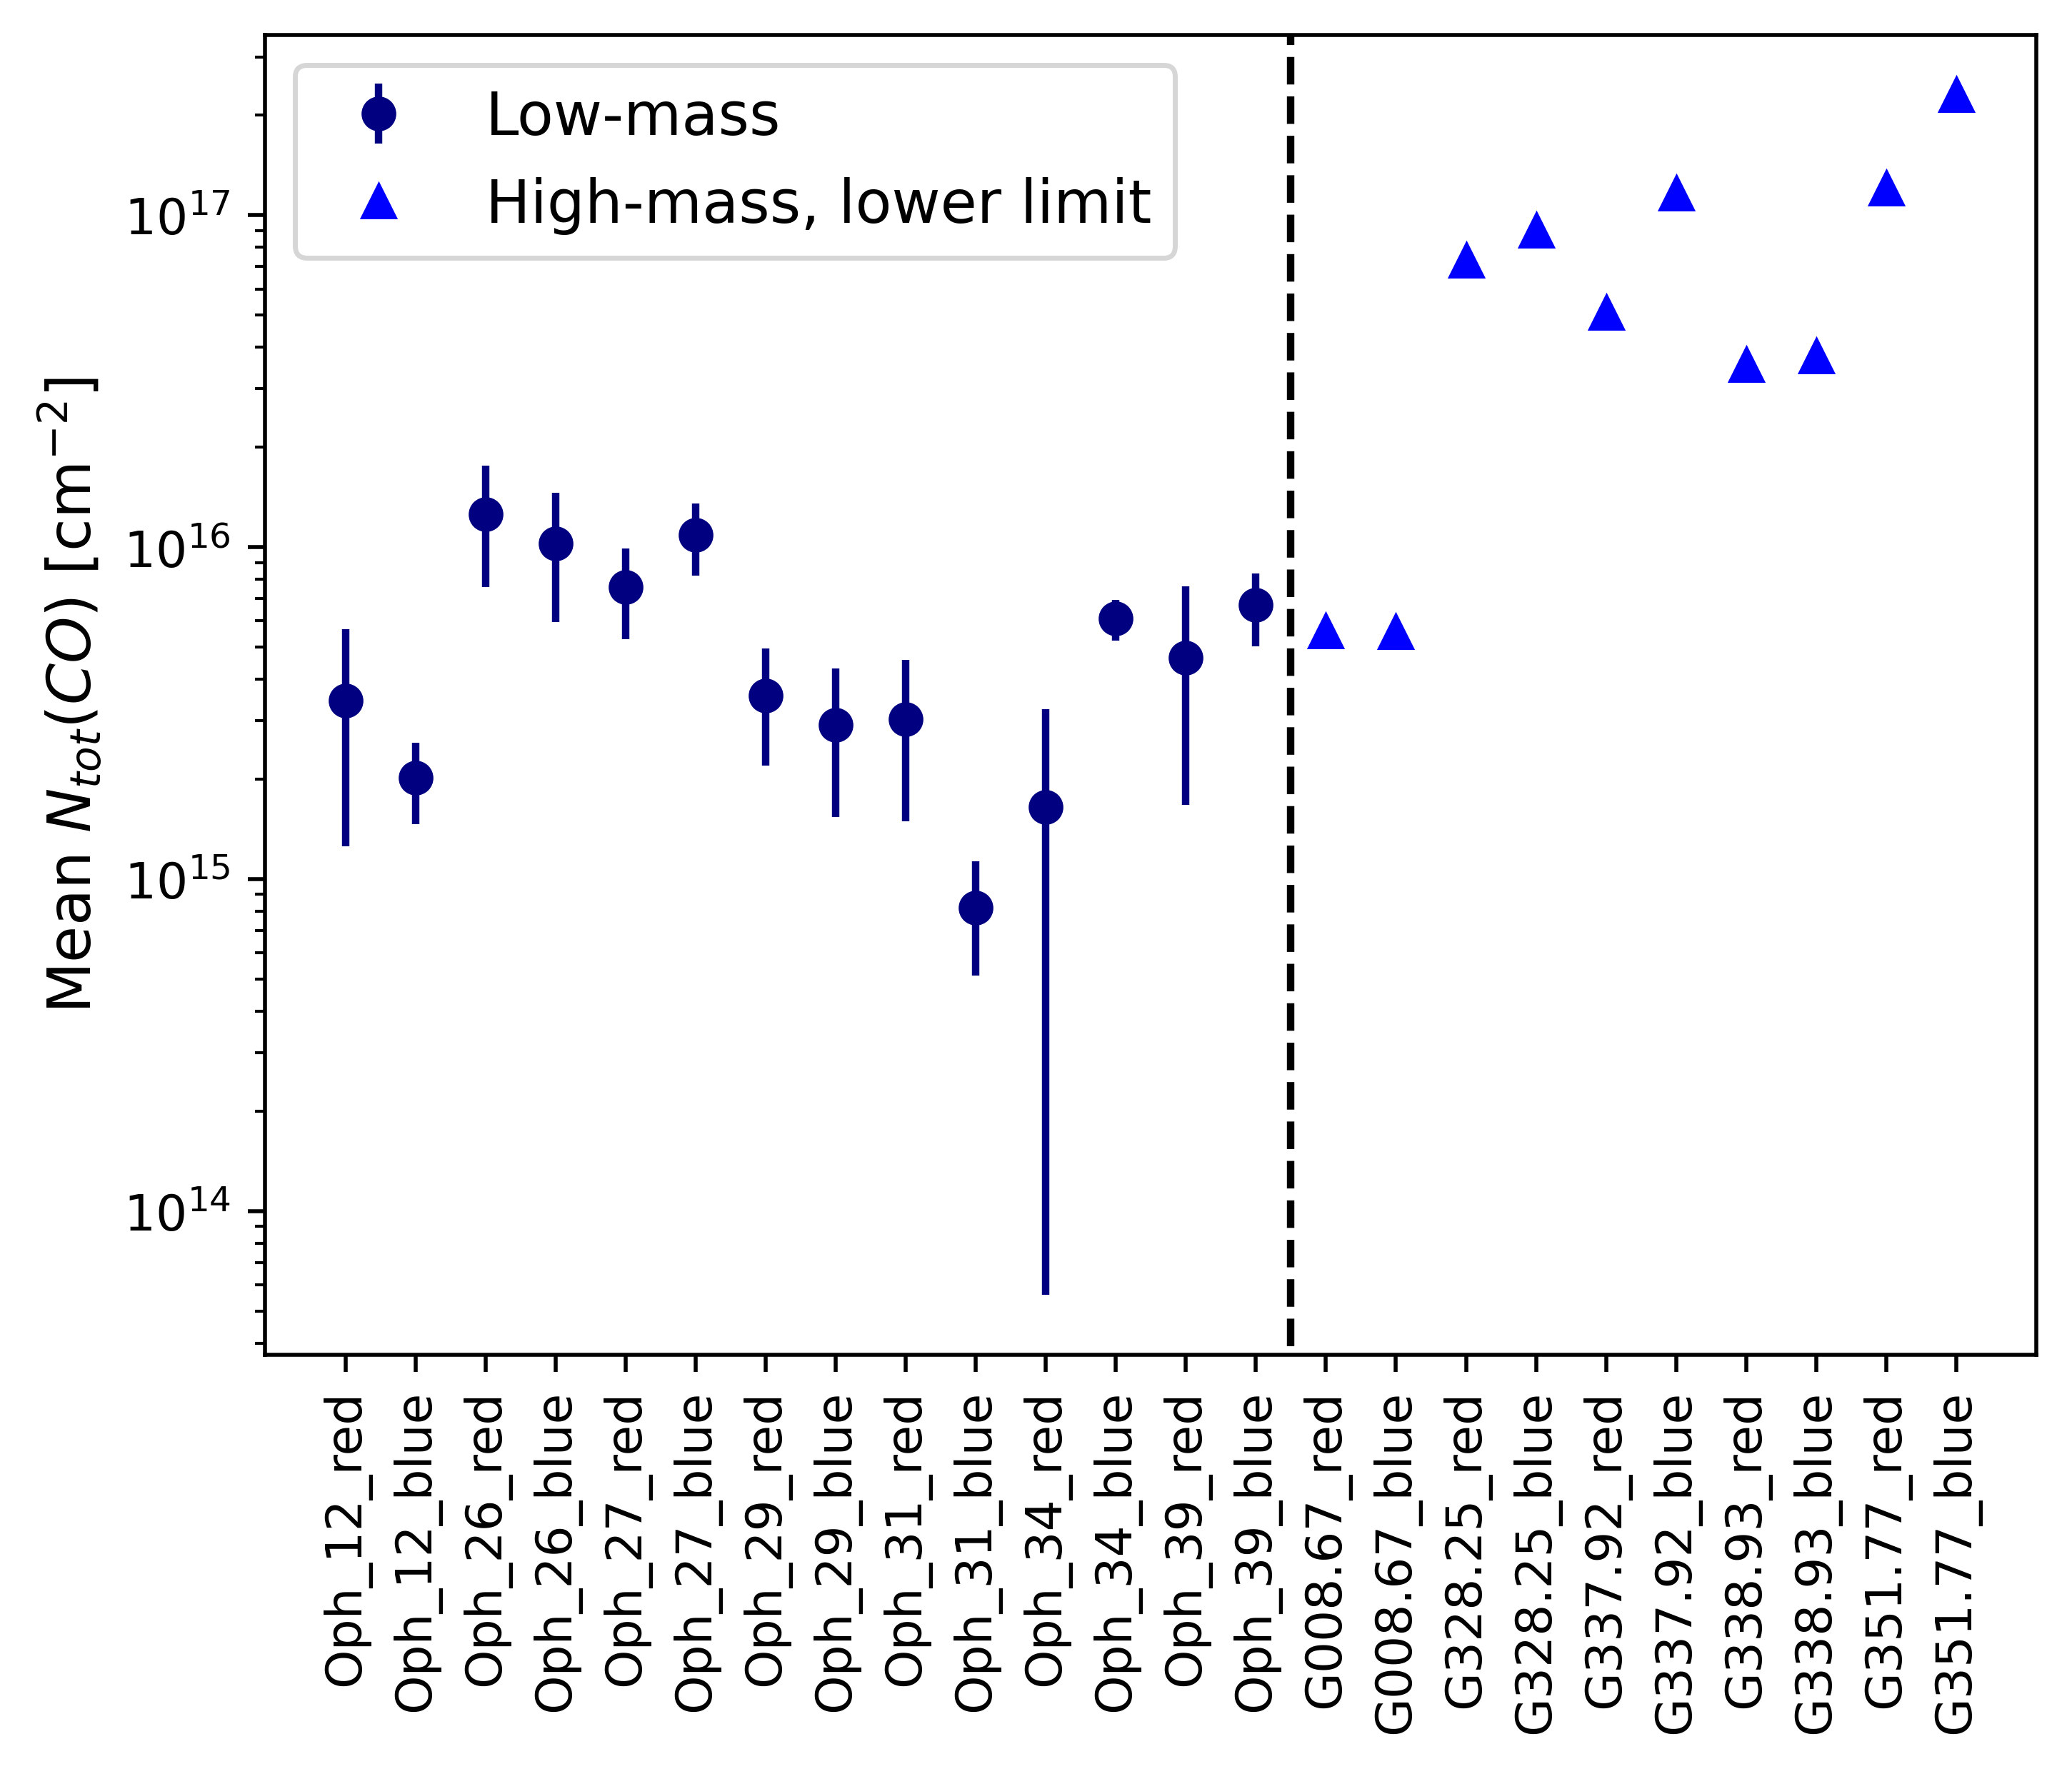 Low-mass
High-mass, lower limit
Mean $N_{tot}(CO)$ [cm$^{-2}$]
10$^{17}$
10$^{16}$
10$^{15}$
10$^{14}$
Oph_12_red
Oph_12_blue
Oph_26_red
Oph_26_blue
Oph_27_red
Oph_27_blue
Oph_29_red
Oph_29_blue
Oph_31_red
Oph_31_blue
Oph_34_red
Oph_34_blue
Oph_39_red
Oph_39_blue
G008.67_red
G008.67_blue
G328.25_red
G328.25_blue
G337.92_red
G337.92_blue
G338.93_red
G338.93_blue
G351.77_red
G351.77_blue